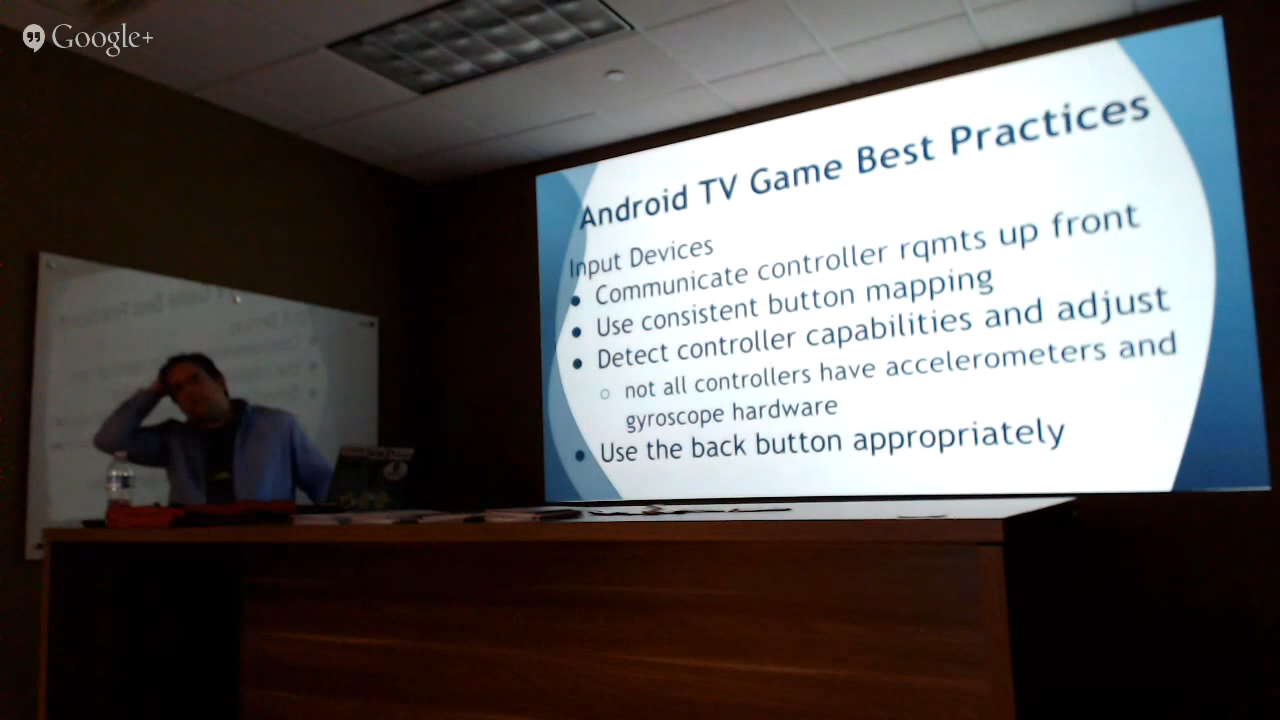 Google+
Android TV Game Best Practices
Input Devices
• Communicate controller rqmts up front
• Use consistent button mapping
• Detect controller capabilities and adjust
○ not all controllers have accelerometers and
gyroscope hardware
• Use the back button appropriately